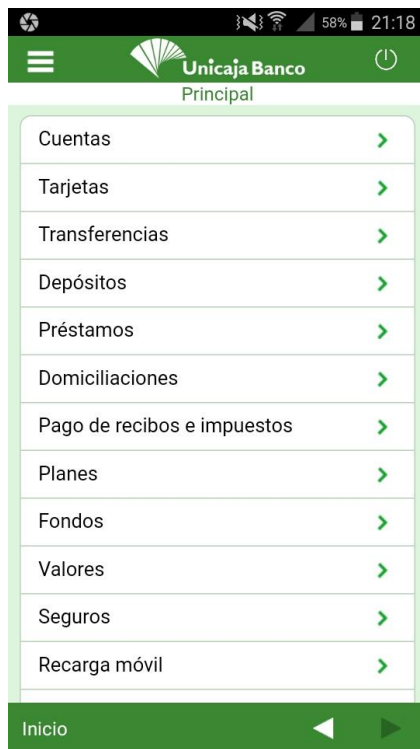 58% 21:18
Unicaja Banco
Principal
Cuentas
Tarjetas
Transferencias
Depósitos
Préstamos
Domiciliaciones
Pago de recibos e impuestos
Planes
Fondos
Valores
Seguros
Recarga móvil
Inicio